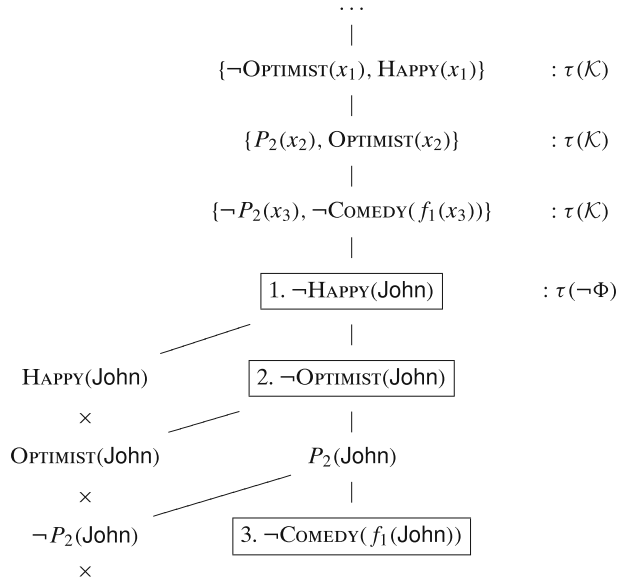 ...
{¬OPTIMIST(x₁), HAPPY(x₁)} : τ(𝒦)
{P₂(x₂), OPTIMIST(x₂)} : τ(𝒦)
{¬P₂(x₃), ¬COMEDY(f₁(x₃))} : τ(𝒦)
1. ¬HAPPY(John) : τ(¬Φ)
HAPPY(John) 2. ¬OPTIMIST(John)
×
OPTIMIST(John) P₂(John)
×
¬P₂(John) 3. ¬COMEDY(f₁(John))
×